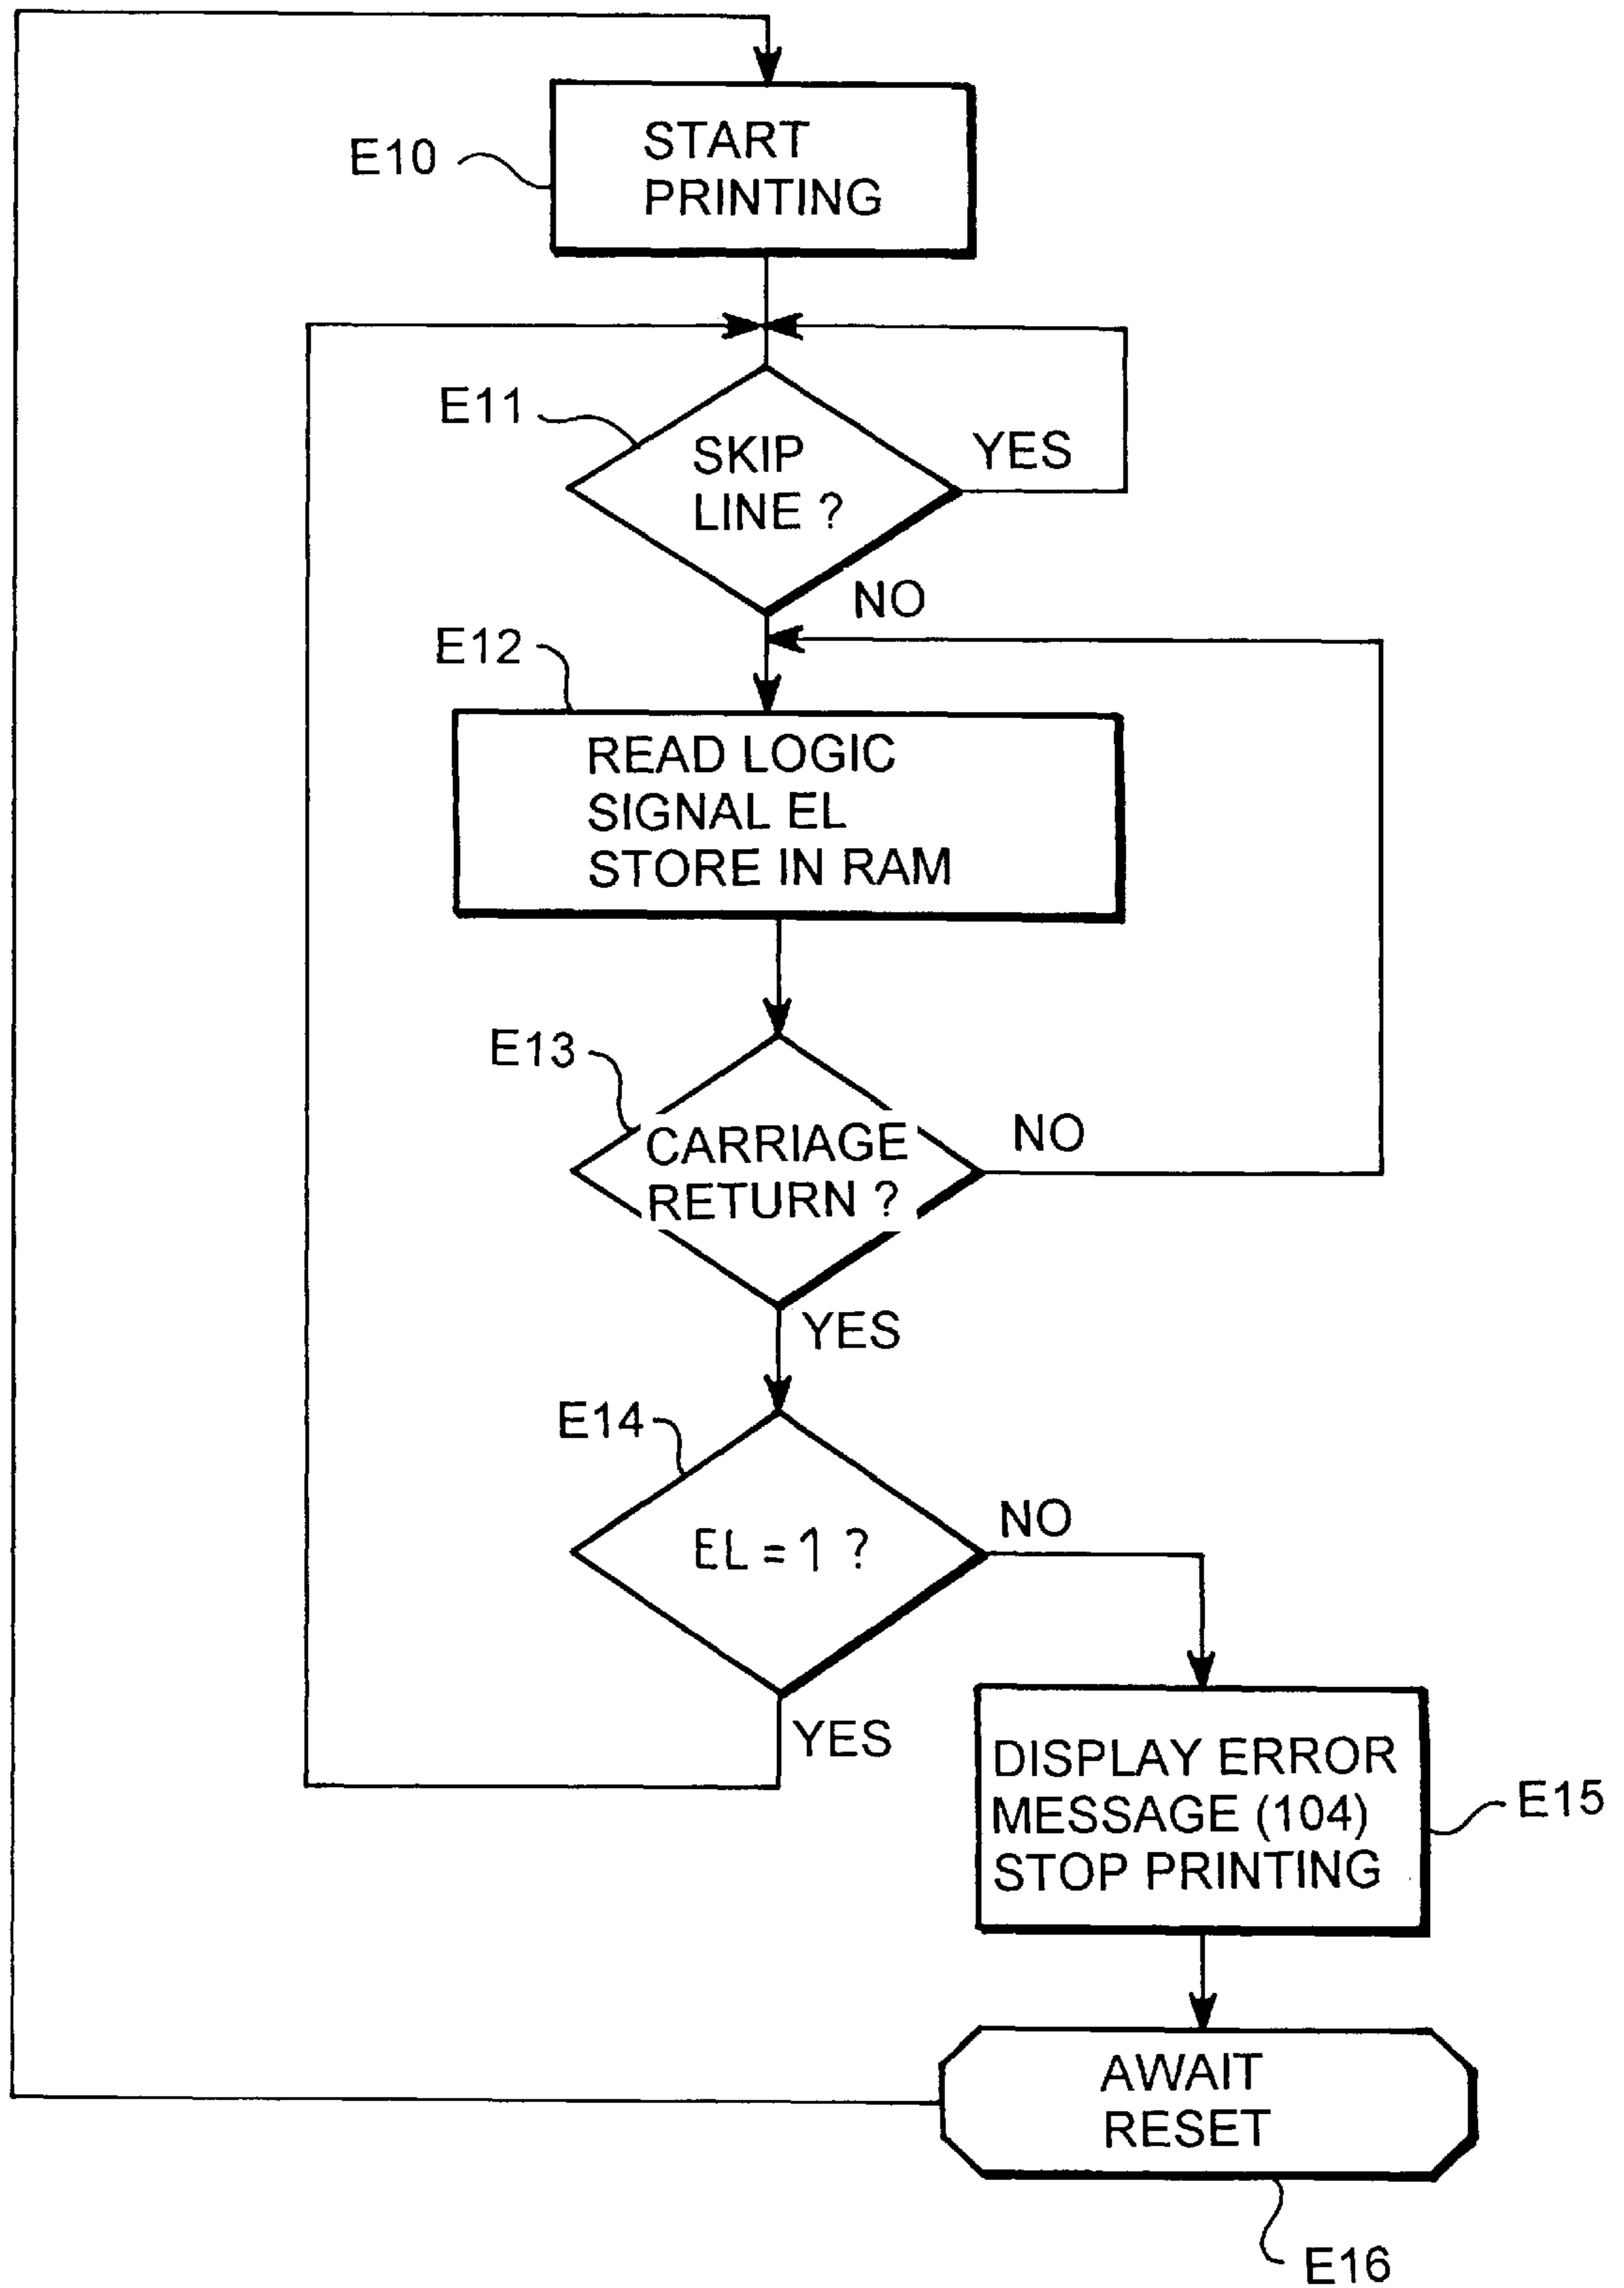 E10
START
PRINTING
E11
SKIP
LINE ?
YES
NO
E12
READ LOGIC
SIGNAL EL
STORE IN RAM
E13
CARRIAGE
RETURN ?
NO
YES
E14
EL = 1 ?
NO
YES
DISPLAY ERROR
MESSAGE (104)
STOP PRINTING
E15
AWAIT
RESET
E16